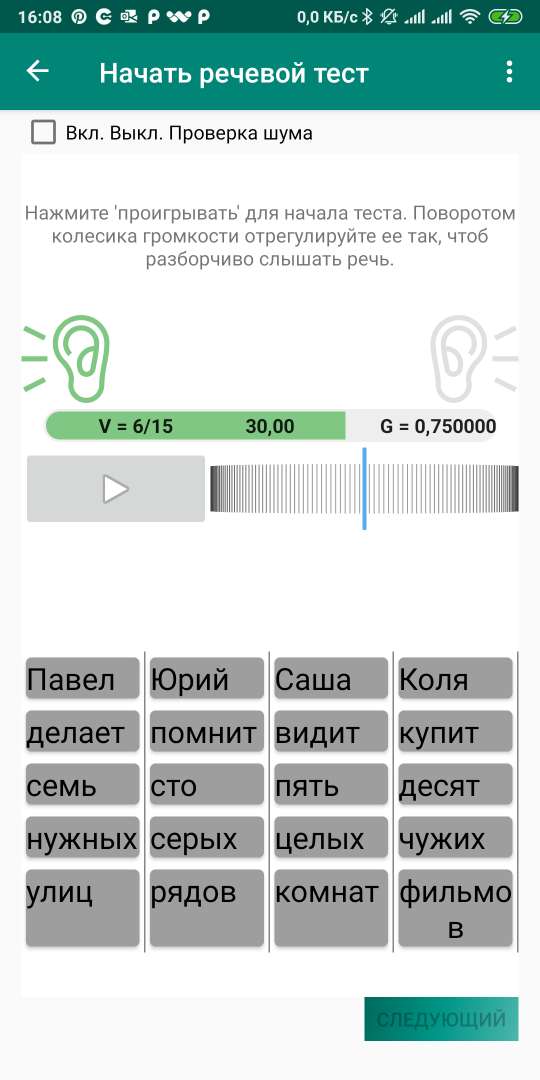 16:08 0,0 КБ/с
Начать речевой тест
Вкл. Выкл. Проверка шума
Нажмите 'проигрывать' для начала теста. Поворотом
колесика громкости отрегулируйте ее так, чтоб
разборчиво слышать речь.
V = 6/15 30,00 G = 0,750000
Павел Юрий Саша Коля
делает помнит видит купит
семь сто пять десят
нужных серых целых чужих
улиц рядов комнат фильмо
в
СЛЕДУЮЩИЙ